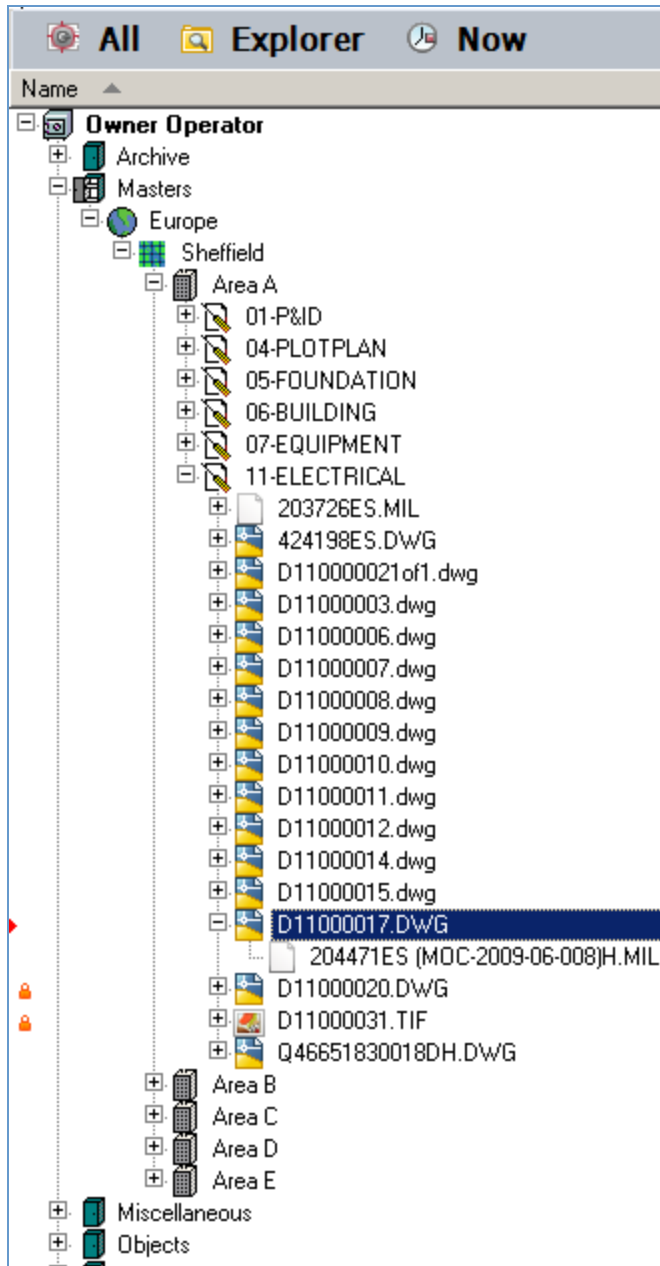 All Explorer Now
Name
Owner Operator
Archive
Masters
Europe
Sheffield
Area A
01-P&ID
04-PLOTPLAN
05-FOUNDATION
06-BUILDING
07-EQUIPMENT
11-ELECTRICAL
203726ES.MIL
424198ES.DWG
D110000021of1.dwg
D11000003.dwg
D11000006.dwg
D11000007.dwg
D11000008.dwg
D11000009.dwg
D11000010.dwg
D11000011.dwg
D11000012.dwg
D11000014.dwg
D11000015.dwg
D11000017.DWG
204471ES (MOC-2009-06-008)H.MIL
D11000020.DWG
D11000031.TIF
Q46651830018DH.DWG
Area B
Area C
Area D
Area E
Miscellaneous
Objects